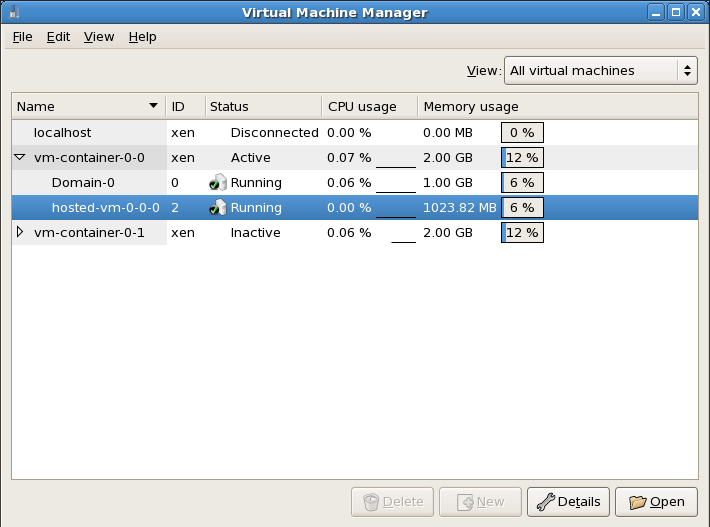 Virtual Machine Manager
File Edit View Help
View: All virtual machines
Name ID Status CPU usage Memory usage
localhost xen Disconnected 0.00 % 0.00 MB 0 %
vm-container-0-0 xen Active 0.07 % 2.00 GB 12 %
Domain-0 0 Running 0.06 % 1.00 GB 6 %
hosted-vm-0-0-0 2 Running 0.00 % 1023.82 MB 6 %
vm-container-0-1 xen Inactive 0.06 % 2.00 GB 12 %
Delete New Details Open